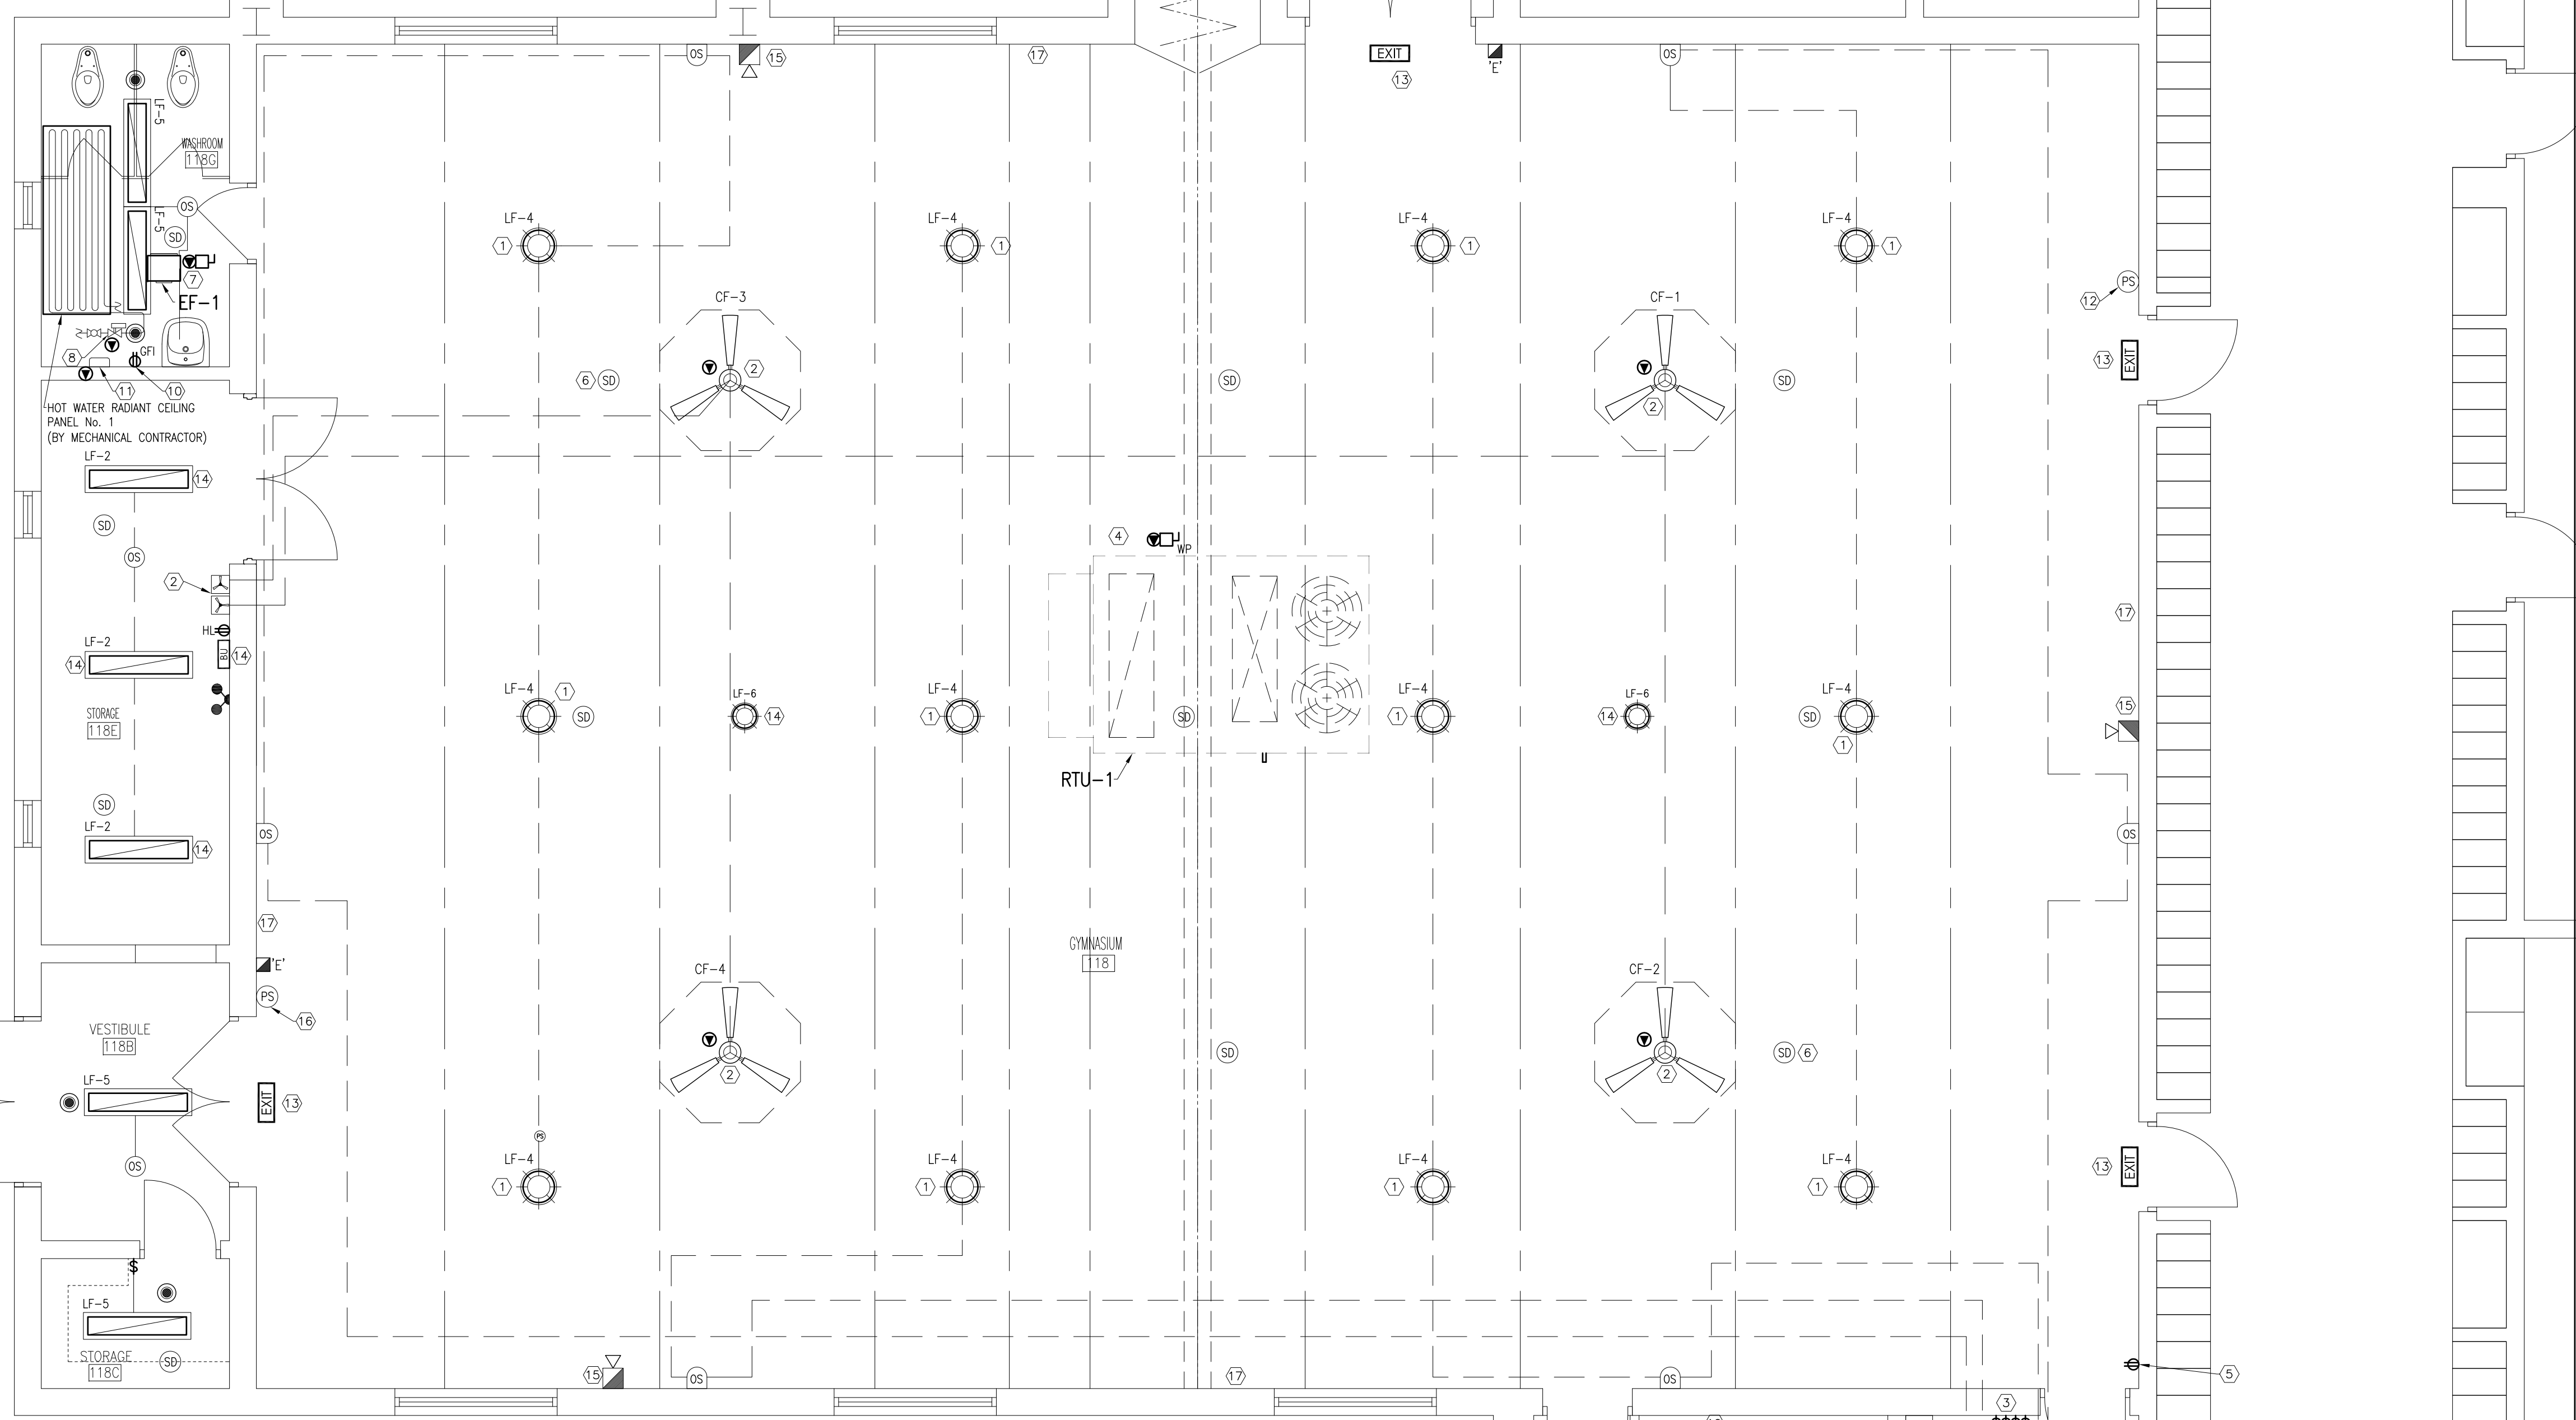 OS
15
17
EXIT
13
'E'
OS
LF-5
WASHROOM
118G
OS
LF-5
SD
7
EF-1
LF-4
1
LF-4
1
LF-4
1
LF-4
1
PS
12
CF-3
CF-1
8
GFI
11
10
6
SD
2
SD
2
SD
13
EXIT
HOT WATER RADIANT CEILING
PANEL No. 1
(BY MECHANICAL CONTRACTOR)
LF-2
14
SD
OS
2
HL
BU
14
LF-2
14
STORAGE
118E
SD
LF-2
14
4
WP
17
LF-4
1
SD
LF-6
14
LF-4
1
SD
LF-4
1
LF-6
14
SD
LF-4
1
15
RTU-1
OS
OS
17
GYMNASIUM
118
'E'
PS
16
CF-4
2
CF-2
2
SD
SD
6
VESTIBULE
118B
LF-5
EXIT
13
OS
PS
LF-4
1
LF-4
1
LF-4
1
LF-4
1
13
EXIT
$
LF-5
STORAGE
118C
SD
15
OS
17
OS
5
3